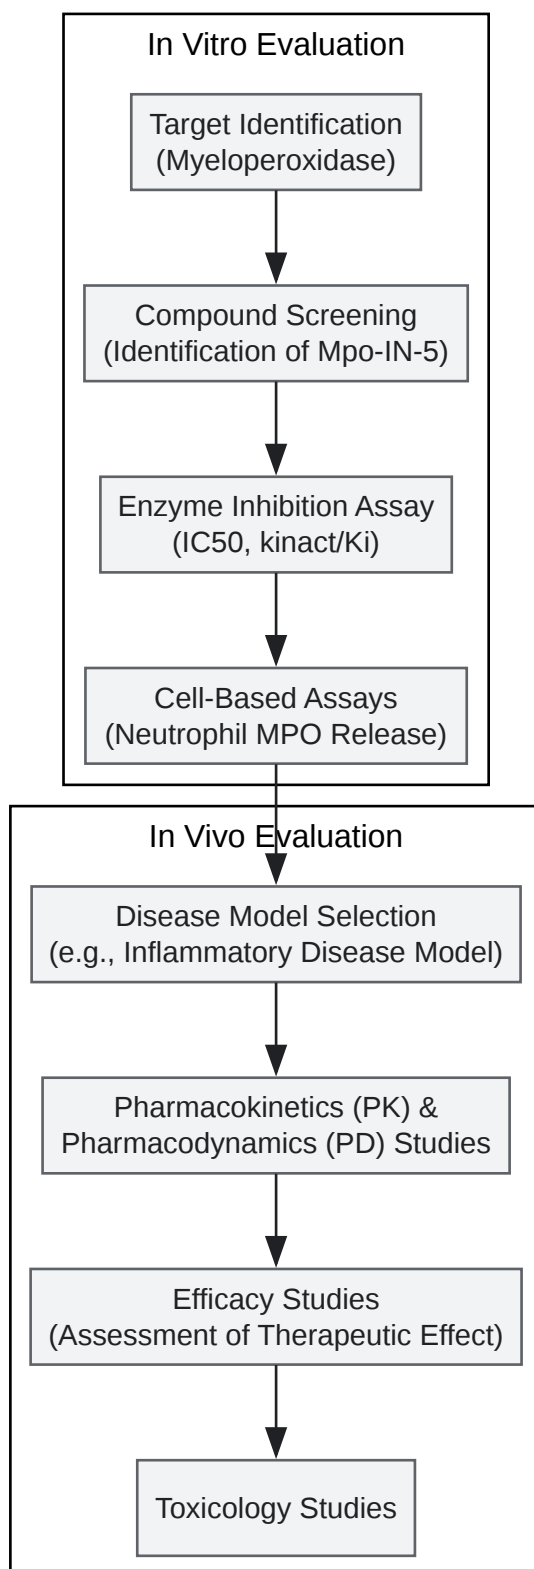 In Vitro Evaluation
Target Identification
(Myeloperoxidase)
Compound Screening
(Identification of Mpo-IN-5)
Enzyme Inhibition Assay
(IC50, kinact/Ki)
Cell-Based Assays
(Neutrophil MPO Release)
In Vivo Evaluation
Disease Model Selection
(e.g., Inflammatory Disease Model)
Pharmacokinetics (PK) &
Pharmacodynamics (PD) Studies
Efficacy Studies
(Assessment of Therapeutic Effect)
Toxicology Studies